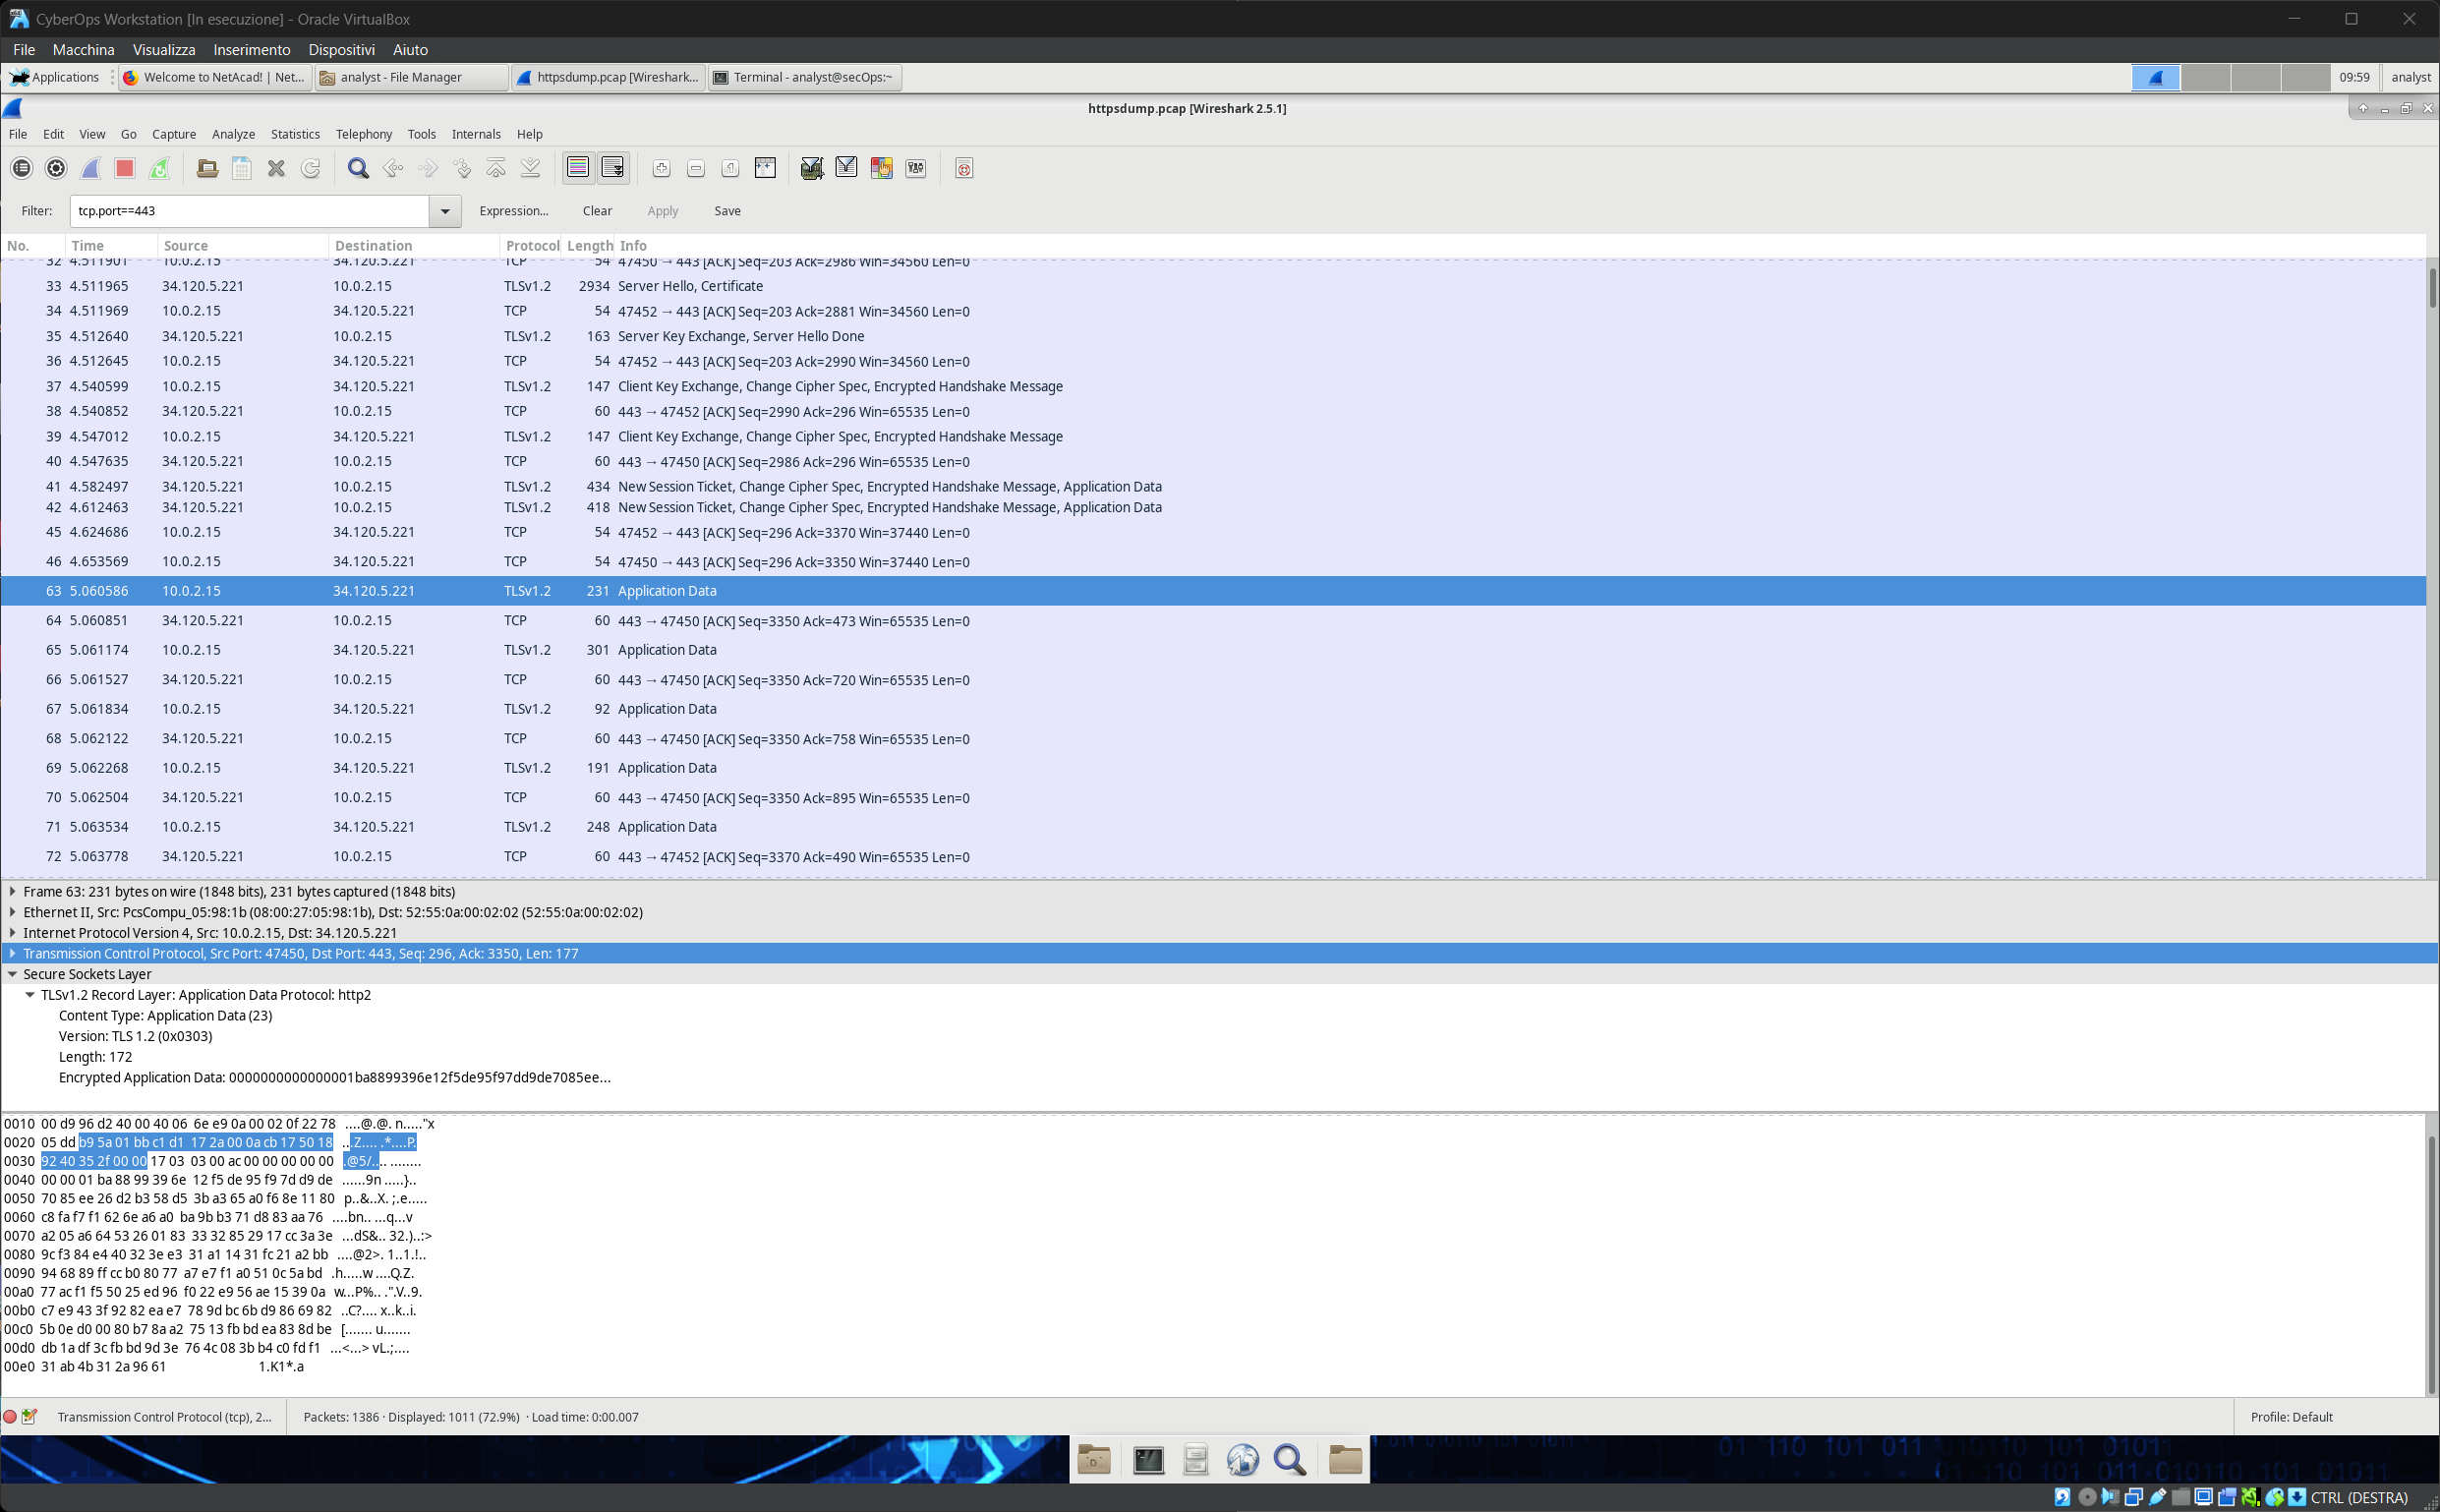 CyberOps Workstation [In esecuzione] - Oracle VirtualBox
File Macchina Visualizza Inserimento Dispositivi Aiuto
Applications Welcome to NetAcad! | Net... analyst - File Manager httpsdump.pcap [Wireshark... Terminal - analyst@secOps:~ 09:59 analyst
httpsdump.pcap [Wireshark 2.5.1]
File Edit View Go Capture Analyze Statistics Telephony Tools Internals Help
Filter: tcp.port==443 Expression... Clear Apply Save
No. Time Source Destination Protocol Length Info
32 4.511901 10.0.2.15 34.120.5.221 TCP 54 47450 → 443 [ACK] Seq=203 Ack=2986 Win=34560 Len=0
33 4.511965 34.120.5.221 10.0.2.15 TLSv1.2 2934 Server Hello, Certificate
34 4.511969 10.0.2.15 34.120.5.221 TCP 54 47452 → 443 [ACK] Seq=203 Ack=2881 Win=34560 Len=0
35 4.512640 34.120.5.221 10.0.2.15 TLSv1.2 163 Server Key Exchange, Server Hello Done
36 4.512645 10.0.2.15 34.120.5.221 TCP 54 47452 → 443 [ACK] Seq=203 Ack=2990 Win=34560 Len=0
37 4.540599 10.0.2.15 34.120.5.221 TLSv1.2 147 Client Key Exchange, Change Cipher Spec, Encrypted Handshake Message
38 4.540852 34.120.5.221 10.0.2.15 TCP 60 443 → 47452 [ACK] Seq=2990 Ack=296 Win=65535 Len=0
39 4.547012 10.0.2.15 34.120.5.221 TLSv1.2 147 Client Key Exchange, Change Cipher Spec, Encrypted Handshake Message
40 4.547635 34.120.5.221 10.0.2.15 TCP 60 443 → 47450 [ACK] Seq=2986 Ack=296 Win=65535 Len=0
41 4.582497 34.120.5.221 10.0.2.15 TLSv1.2 434 New Session Ticket, Change Cipher Spec, Encrypted Handshake Message, Application Data
42 4.612463 34.120.5.221 10.0.2.15 TLSv1.2 418 New Session Ticket, Change Cipher Spec, Encrypted Handshake Message, Application Data
45 4.624686 10.0.2.15 34.120.5.221 TCP 54 47452 → 443 [ACK] Seq=296 Ack=3370 Win=37440 Len=0
46 4.653569 10.0.2.15 34.120.5.221 TCP 54 47450 → 443 [ACK] Seq=296 Ack=3350 Win=37440 Len=0
63 5.060586 10.0.2.15 34.120.5.221 TLSv1.2 231 Application Data
64 5.060851 34.120.5.221 10.0.2.15 TCP 60 443 → 47450 [ACK] Seq=3350 Ack=473 Win=65535 Len=0
65 5.061174 10.0.2.15 34.120.5.221 TLSv1.2 301 Application Data
66 5.061527 34.120.5.221 10.0.2.15 TCP 60 443 → 47450 [ACK] Seq=3350 Ack=720 Win=65535 Len=0
67 5.061834 10.0.2.15 34.120.5.221 TLSv1.2 92 Application Data
68 5.062122 34.120.5.221 10.0.2.15 TCP 60 443 → 47450 [ACK] Seq=3350 Ack=758 Win=65535 Len=0
69 5.062268 10.0.2.15 34.120.5.221 TLSv1.2 191 Application Data
70 5.062504 34.120.5.221 10.0.2.15 TCP 60 443 → 47450 [ACK] Seq=3350 Ack=895 Win=65535 Len=0
71 5.063534 10.0.2.15 34.120.5.221 TLSv1.2 248 Application Data
72 5.063778 34.120.5.221 10.0.2.15 TCP 60 443 → 47452 [ACK] Seq=3370 Ack=490 Win=65535 Len=0
Frame 63: 231 bytes on wire (1848 bits), 231 bytes captured (1848 bits)
Ethernet II, Src: PcsCompu_05:98:1b (08:00:27:05:98:1b), Dst: 52:55:0a:00:02:02 (52:55:0a:00:02:02)
Internet Protocol Version 4, Src: 10.0.2.15, Dst: 34.120.5.221
Transmission Control Protocol, Src Port: 47450, Dst Port: 443, Seq: 296, Ack: 3350, Len: 177
Secure Sockets Layer
TLSv1.2 Record Layer: Application Data Protocol: http2
Content Type: Application Data (23)
Version: TLS 1.2 (0x0303)
Length: 172
Encrypted Application Data: 0000000000000001ba8899396e12f5de95f97dd9de7085ee...
0010 00 d9 96 d2 40 00 40 06 6e e9 0a 00 02 0f 22 78 ....@.@. n....."x
0020 05 dd b9 5a 01 bb c1 d1 17 2a 00 0a cb 17 50 18 ...Z.... .*....P.
0030 92 40 35 2f 00 00 17 03 03 00 ac 00 00 00 00 00 .@5/.... ........
0040 00 00 01 ba 88 99 39 6e 12 f5 de 95 f9 7d d9 de ......9n .....}..
0050 70 85 ee 26 d2 b3 58 d5 3b a3 65 a0 f6 8e 11 80 p..&..X. ;.e.....
0060 c8 fa f7 f1 62 6e a6 a0 ba 9b b3 71 d8 83 aa 76 ....bn.. ...q...v
0070 a2 05 a6 64 53 26 01 83 33 32 85 29 17 cc 3a 3e ...dS&.. 32.)..:>
0080 9c f3 84 e4 40 32 3e e3 31 a1 14 31 fc 21 a2 bb ....@2>. 1..1.!..
0090 94 68 89 ff cc b0 80 77 a7 e7 f1 a0 51 0c 5a bd .h.....w ....Q.Z.
00a0 77 ac f1 f5 50 25 ed 96 f0 22 e9 56 ae 15 39 0a w...P%.. .".V..9.
00b0 c7 e9 43 3f 92 82 ea e7 78 9d bc 6b d9 86 69 82 ..C?.... x..k..i.
00c0 5b 0e d0 00 80 b7 8a a2 75 13 fb bd ea 83 8d be [....... u.......
00d0 db 1a df 3c fb bd 9d 3e 76 4c 08 3b b4 c0 fd f1 ...<...> vL.;....
00e0 31 ab 4b 31 2a 96 61 1.K1*.a
Transmission Control Protocol (tcp), 2... Packets: 1386 · Displayed: 1011 (72.9%) · Load time: 0:00.007 Profile: Default
CTRL (DESTRA)